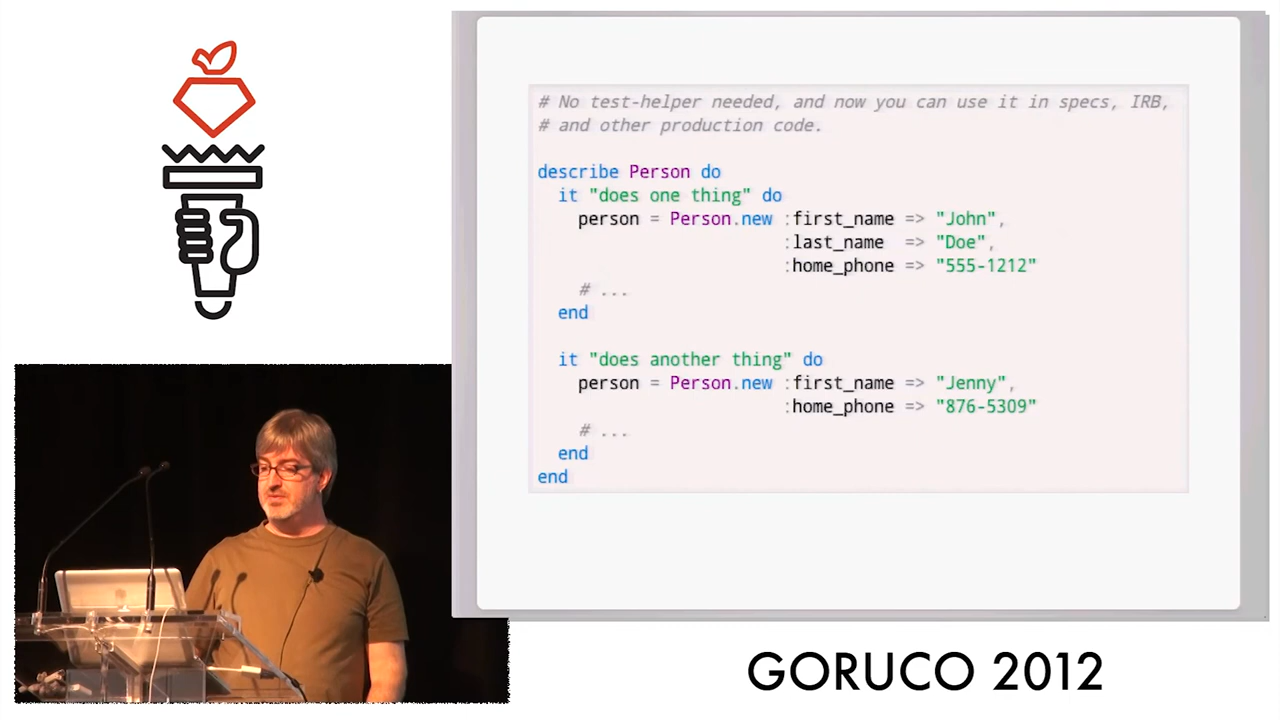 # No test-helper needed, and now you can use it in specs, IRB,
# and other production code.
describe Person do
it "does one thing" do
person = Person.new :first_name => "John",
:last_name => "Doe",
:home_phone => "555-1212"
# ...
end
it "does another thing" do
person = Person.new :first_name => "Jenny",
:home_phone => "876-5309"
# ...
end
end
GORUCO 2012